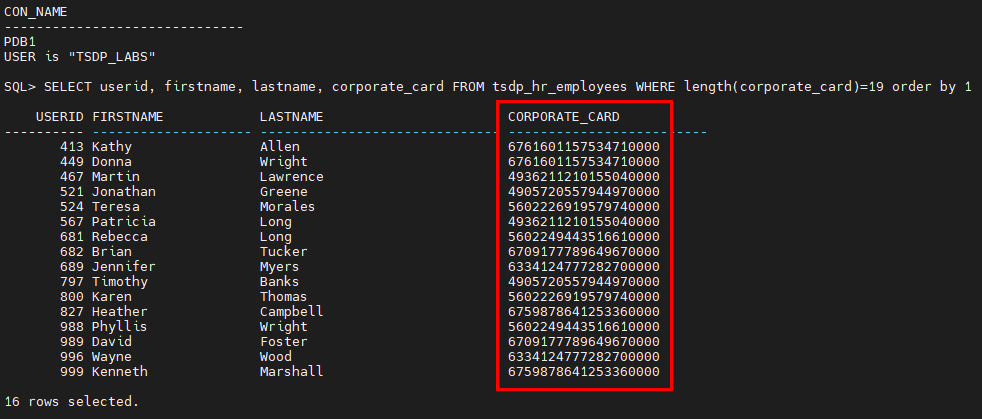 CON_NAME
------------------------------
PDB1
USER is "TSDP_LABS"
SQL> SELECT userid, firstname, lastname, corporate_card FROM tsdp_hr_employees WHERE length(corporate_card)=19 order by 1
USERID FIRSTNAME LASTNAME CORPORATE_CARD
---------- -------------------- ------------------------------ -------------------------
413 Kathy Allen 6761601157534710000
449 Donna Wright 6761601157534710000
467 Martin Lawrence 4936211210155040000
521 Jonathan Greene 4905720557944970000
524 Teresa Morales 5602226919579740000
567 Patricia Long 4936211210155040000
681 Rebecca Long 5602249443516610000
682 Brian Tucker 6709177789649670000
689 Jennifer Myers 6334124777282700000
797 Timothy Banks 4905720557944970000
800 Karen Thomas 5602226919579740000
827 Heather Campbell 6759878641253360000
988 Phyllis Wright 5602249443516610000
989 David Foster 6709177789649670000
996 Wayne Wood 6334124777282700000
999 Kenneth Marshall 6759878641253360000
16 rows selected.